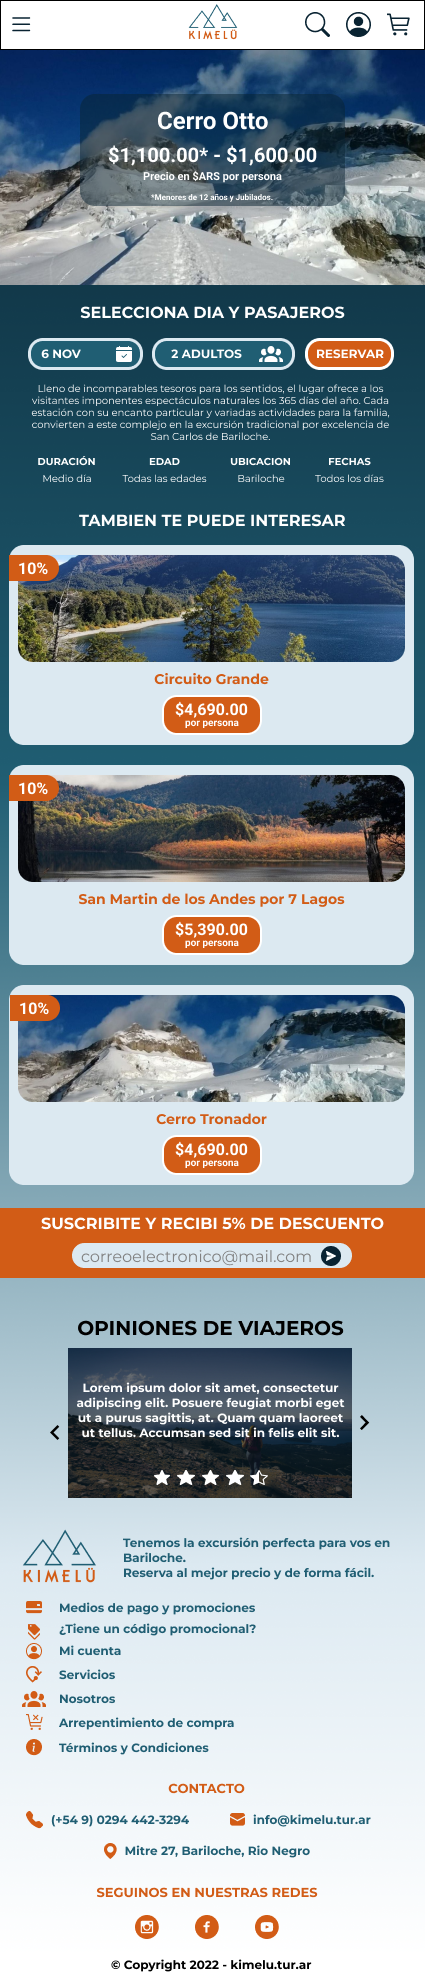 KIMELÜ
Cerro Otto
$1,100.00* - $1,600.00
Precio en $ARS por persona
*Menores de 12 años y Jubilados.
SELECCIONA DIA Y PASAJEROS
6 NOV
2 ADULTOS
RESERVAR
Lleno de incomparables tesoros para los sentidos, el lugar ofrece a los
visitantes imponentes espectáculos naturales los 365 días del año. Cada
estación con su encanto particular y variadas actividades para la familia,
convierten a este complejo en la excursión tradicional por excelencia de
San Carlos de Bariloche.
DURACIÓN
Medio día
EDAD
Todas las edades
UBICACION
Bariloche
FECHAS
Todos los días
TAMBIEN TE PUEDE INTERESAR
10%
Circuito Grande
$4,690.00
por persona
10%
San Martin de los Andes por 7 Lagos
$5,390.00
por persona
10%
Cerro Tronador
$4,690.00
por persona
SUSCRIBITE Y RECIBI 5% DE DESCUENTO
correoelectronico@mail.com
OPINIONES DE VIAJEROS
Lorem ipsum dolor sit amet, consectetur
adipiscing elit. Posuere feugiat morbi eget
ut a purus sagittis, at. Quam quam laoreet
ut tellus. Accumsan sed sit in felis elit sit.
KIMELÜ
Tenemos la excursión perfecta para vos en
Bariloche.
Reserva al mejor precio y de forma fácil.
Medios de pago y promociones
¿Tiene un código promocional?
Mi cuenta
Servicios
Nosotros
Arrepentimiento de compra
Términos y Condiciones
CONTACTO
(+54 9) 0294 442-3294
info@kimelu.tur.ar
Mitre 27, Bariloche, Rio Negro
SEGUINOS EN NUESTRAS REDES
© Copyright 2022 - kimelu.tur.ar